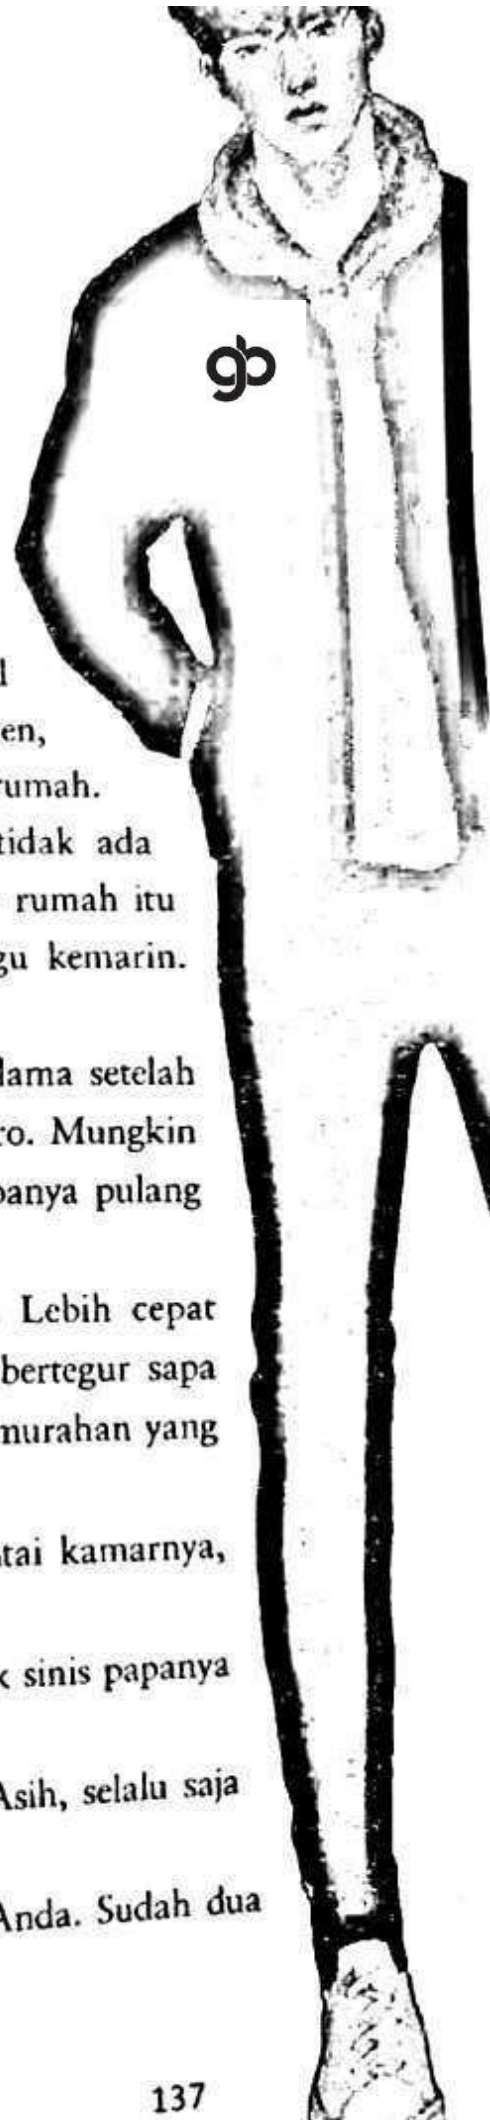 gb
en,
rumah.
tidak ada
rumah itu
gu kemarin.
lama setelah
ro. Mungkin
panya pulang
Lebih cepat
bertegur sapa
murahan yang
tai kamarnya,
k sinis papanya
Asih, selalu saja
Anda. Sudah dua
137